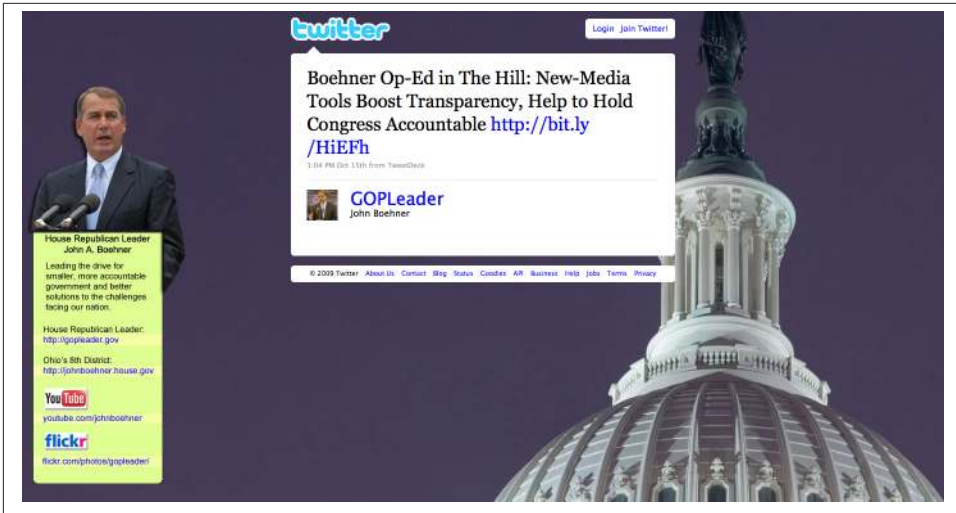 twitter
Login Join Twitter!
Boehner Op-Ed in The Hill: New-Media
Tools Boost Transparency, Help to Hold
Congress Accountable http://bit.ly
/HiEFh
1:04 PM Oct 15th from TweetDeck
GOPLeader
John Boehner
© 2009 Twitter About Us Contact Blog Status Goodies API Business Help Jobs Terms Privacy
House Republican Leader
John A. Boehner
Leading the drive for
smaller, more accountable
government and better
solutions to the challenges
facing our nation.
House Republican Leader:
http://gopleader.gov
Ohio's 8th District:
http://johnboehner.house.gov
YouTube
youtube.com/johnboehner
flickr
flickr.com/photos/gopleader/